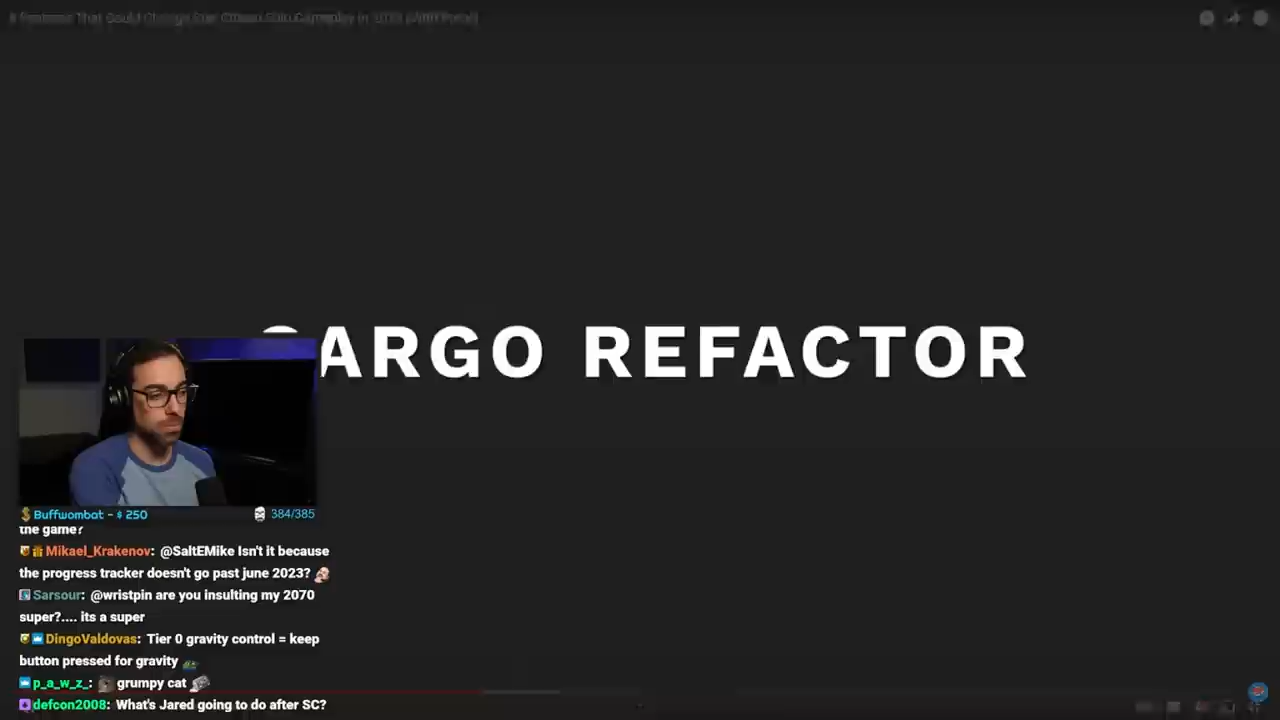 ARGO REFACTOR
Buffwombat - $ 250
384/385
the game?
Mikael_Krakenov: @SaltEMike Isn't it because
the progress tracker doesn't go past june 2023?
Sarsour: @wristpin are you insulting my 2070
super?.... its a super
DingoValdovas: Tier 0 gravity control = keep
button pressed for gravity
p_a_w_z_: grumpy cat
defcon2008: What's Jared going to do after SC?